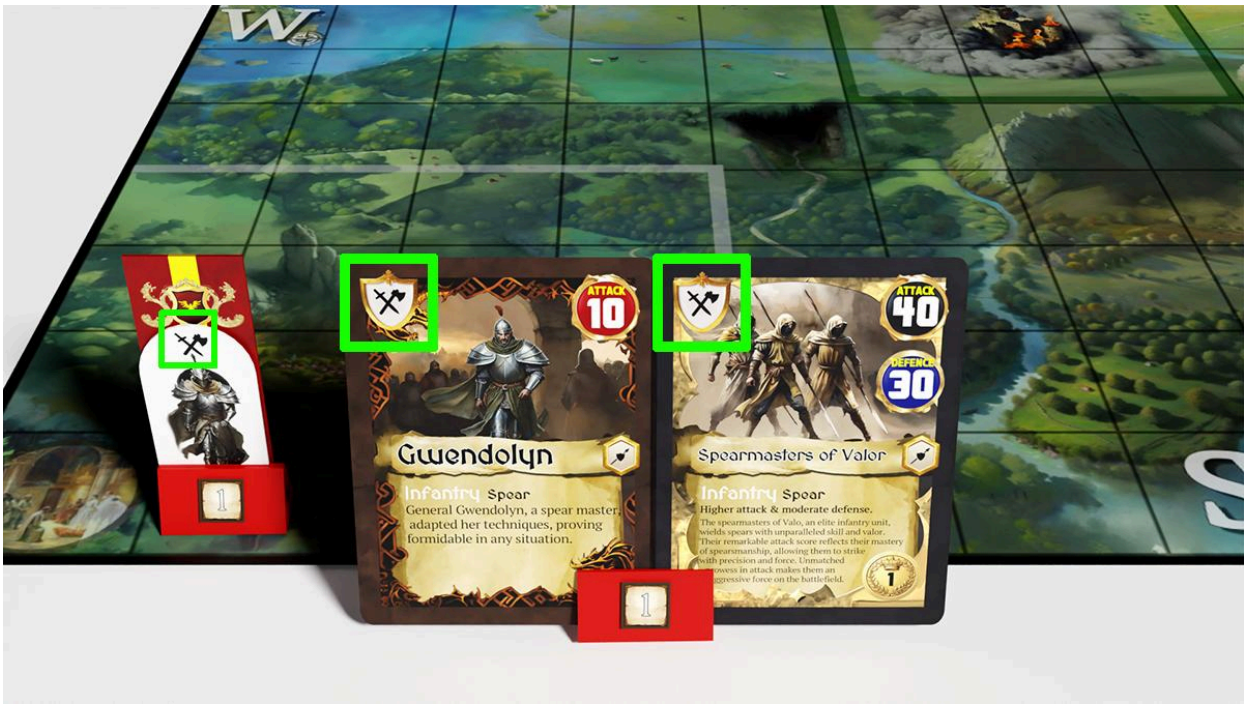 W
1
Gwendolyn
Infantry Spear
General Gwendolyn, a spear master,
adapted her techniques, proving
formidable in any situation.
ATTACK
10
ATTACK
40
DEFENCE
30
Spearmasters of Valor
Infantry Spear
Higher attack & moderate defense.
The spearmasters of Valo, an elite infantry unit,
wields spears with unparalleled skill and valor.
Their remarkable attack score reflects their mastery
of spearsmanship, allowing them to strike
with precision and force. Unmatched
rowess in attack makes them an
ggressive force on the battlefield.
1
1
S